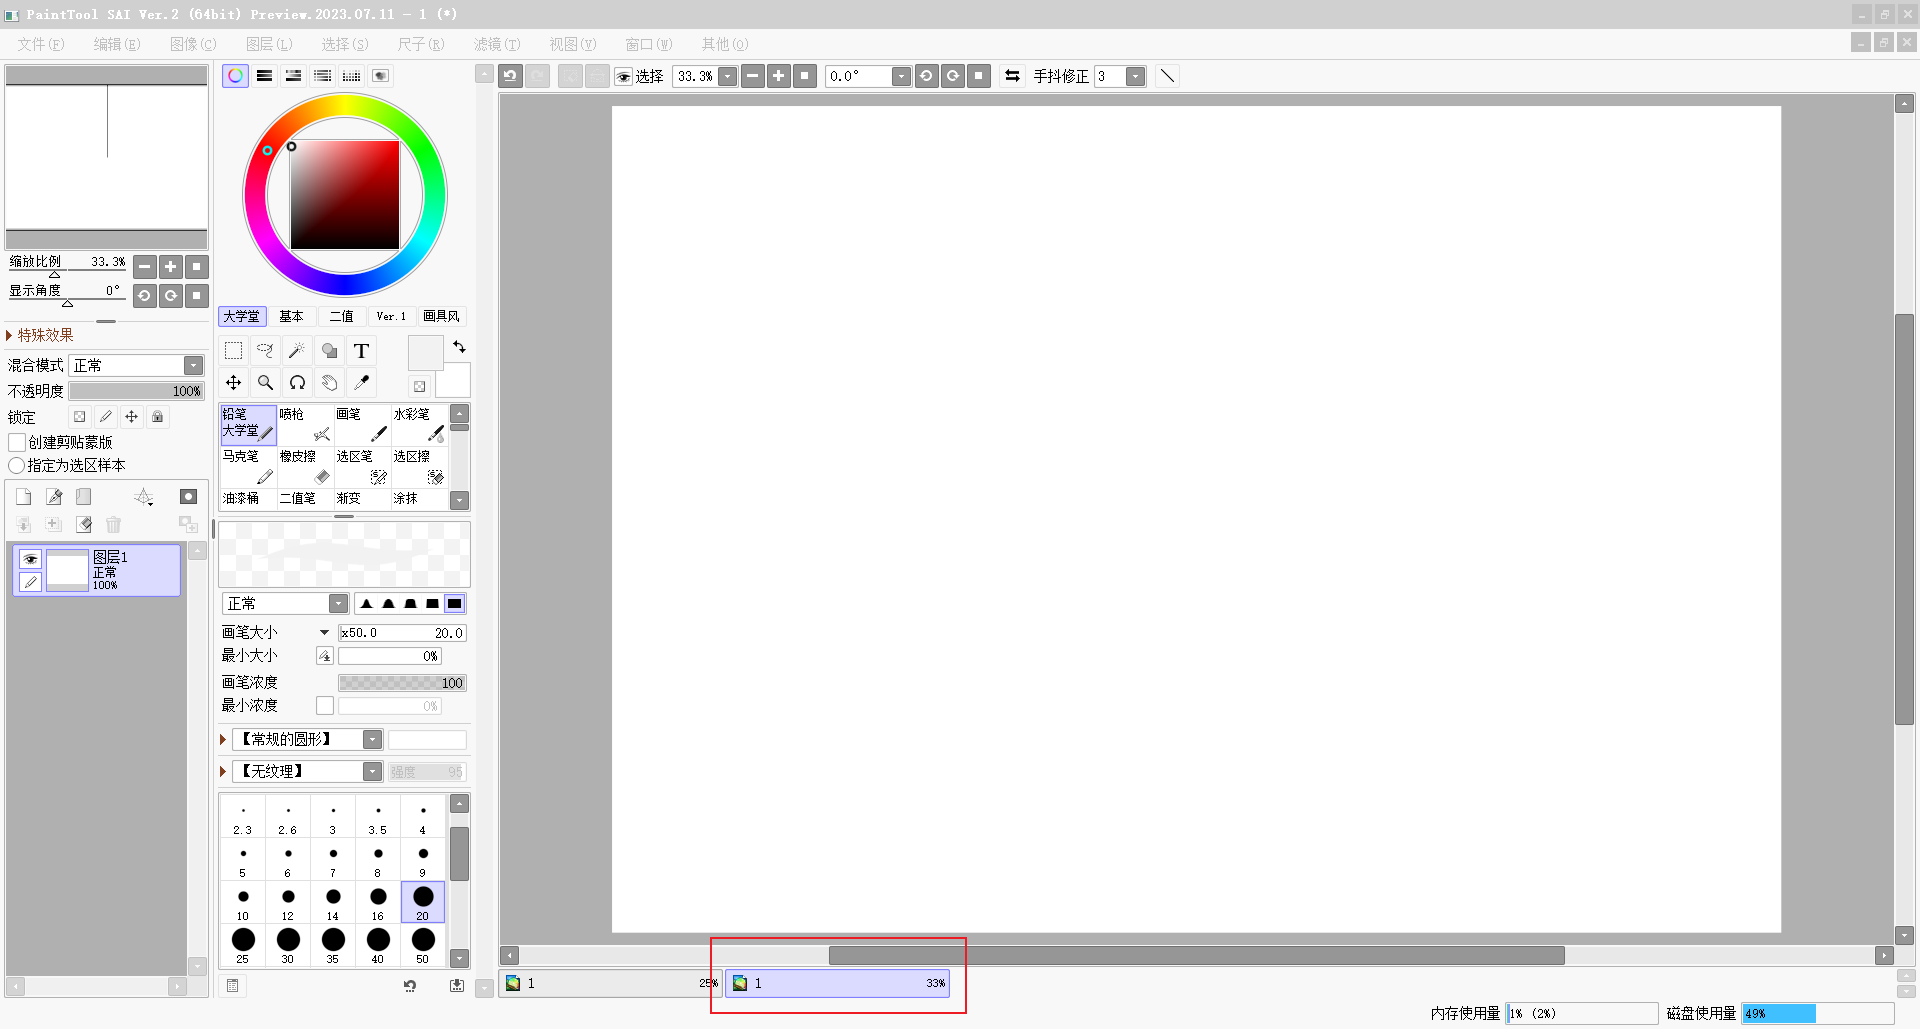 PaintTool SAI Ver.2 (64bit) Preview.2023.07.11 - 1 (*)
文件(F) 编辑(E) 图像(C) 图层(L) 选择(S) 尺子(R) 滤镜(T) 视图(V) 窗口(W) 其他(O)
选择 33.3% 0.0° 手抖修正 3
缩放比例 33.3%
显示角度 0°
特殊效果
混合模式 正常
不透明度 100%
锁定
创建剪贴蒙版
指定为选区样本
图层1
正常
100%
大学堂 基本 二值 Ver.1 画具风
T
铅笔 大学堂 喷枪 画笔 水彩笔
马克笔 橡皮擦 选区笔 选区擦
油漆桶 二值笔 渐变 涂抹
正常
画笔大小 x50.0 20.0
最小大小 0%
画笔浓度 100
最小浓度 0%
【常规的圆形】
【无纹理】 强度 95
2.3 2.6 3 3.5 4
5 6 7 8 9
10 12 14 16 20
25 30 35 40 50
1 25% 1 33%
内存使用量 1% (2%) 磁盘使用量 49%